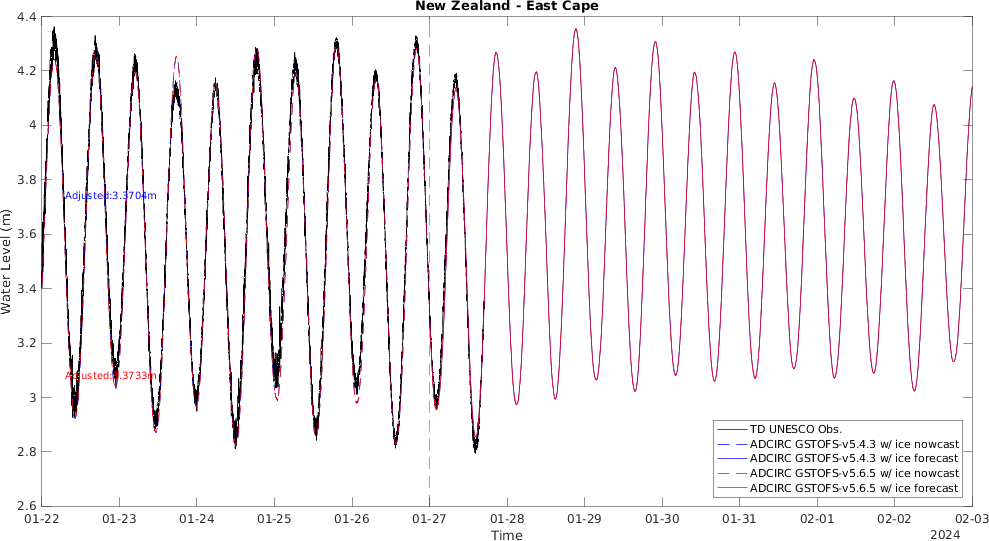 New Zealand - East Cape
Water Level (m)
4.4
4.2
4
3.8
3.6
3.4
3.2
3
2.8
2.6
Adjusted:3.3704m
Adjusted:3.3733m
TD UNESCO Obs.
ADCIRC GSTOFS-v5.4.3 w/ ice nowcast
ADCIRC GSTOFS-v5.4.3 w/ ice forecast
ADCIRC GSTOFS-v5.6.5 w/ ice nowcast
ADCIRC GSTOFS-v5.6.5 w/ ice forecast
01-22 01-23 01-24 01-25 01-26 01-27 01-28 01-29 01-30 01-31 02-01 02-02 02-03
Time
2024